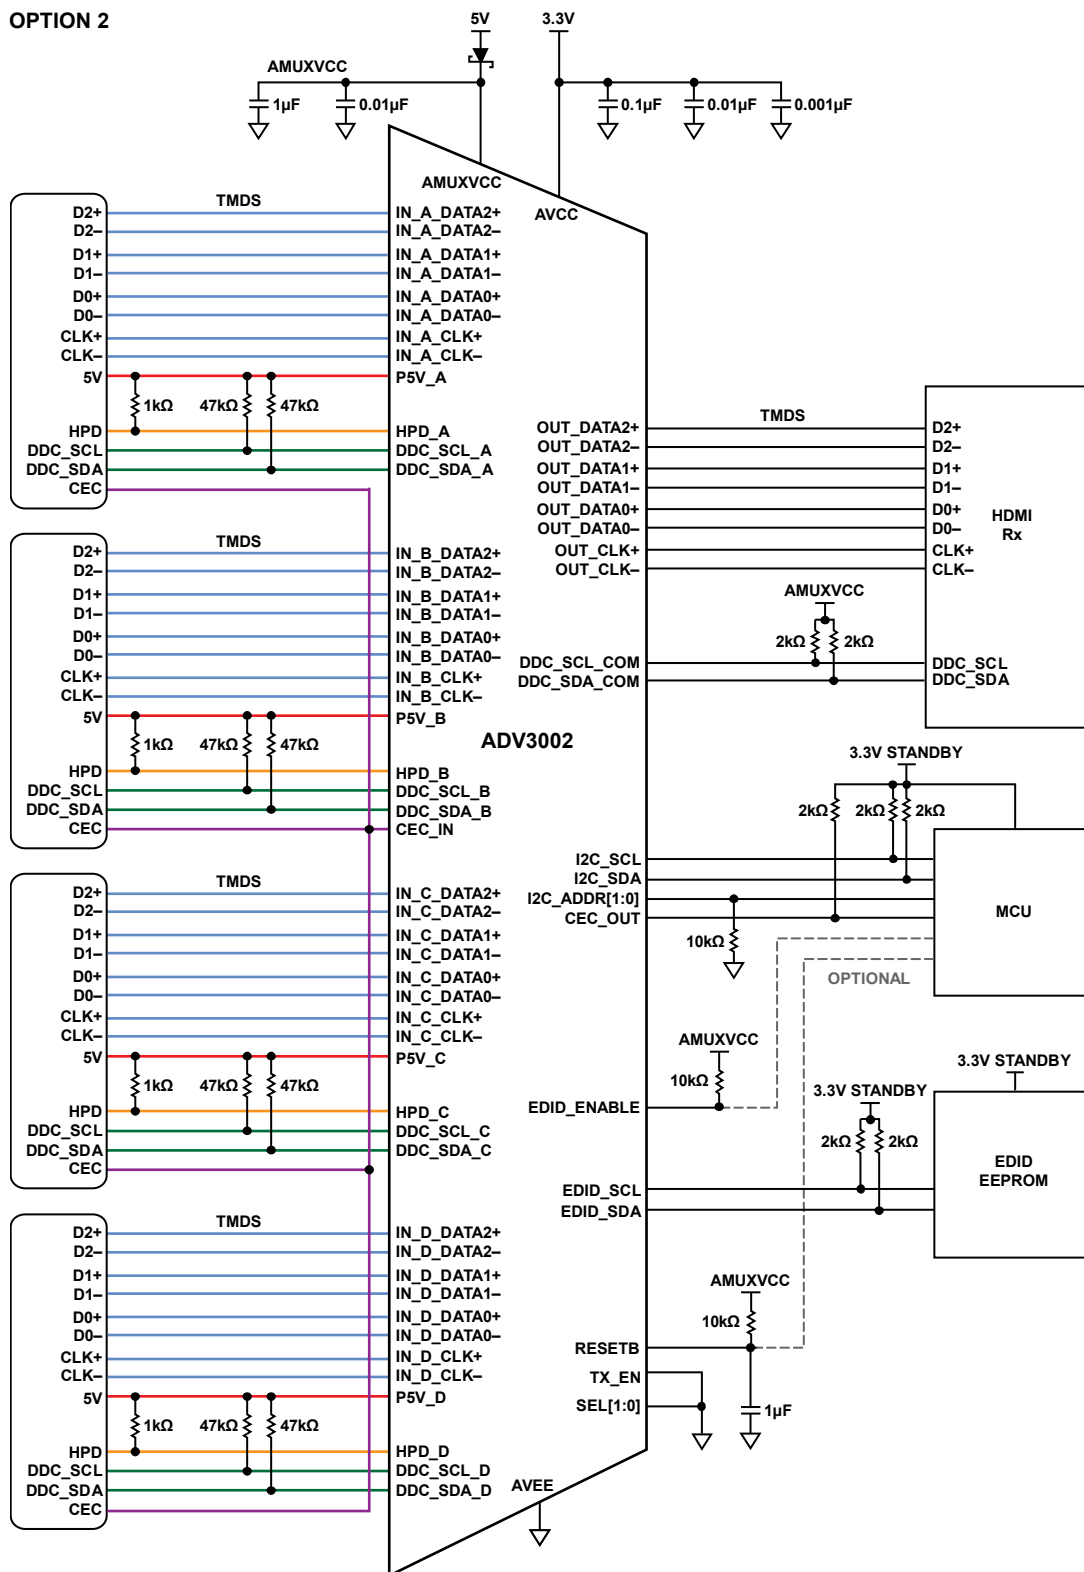 OPTION 2
5V
3.3V
AMUXVCC
1µF
0.01µF
0.1µF
0.01µF
0.001µF
AMUXVCC
AVCC
TMDS
D2+
IN_A_DATA2+
D2–
IN_A_DATA2–
D1+
IN_A_DATA1+
D1–
IN_A_DATA1–
D0+
IN_A_DATA0+
D0–
IN_A_DATA0–
CLK+
IN_A_CLK+
CLK–
IN_A_CLK–
5V
P5V_A
1kΩ
47kΩ
47kΩ
HPD
HPD_A
DDC_SCL
DDC_SCL_A
DDC_SDA
DDC_SDA_A
CEC
TMDS
D2+
IN_B_DATA2+
D2–
IN_B_DATA2–
D1+
IN_B_DATA1+
D1–
IN_B_DATA1–
D0+
IN_B_DATA0+
D0–
IN_B_DATA0–
CLK+
IN_B_CLK+
CLK–
IN_B_CLK–
5V
P5V_B
1kΩ
47kΩ
47kΩ
HPD
HPD_B
DDC_SCL
DDC_SCL_B
DDC_SDA
DDC_SDA_B
CEC
CEC_IN
TMDS
D2+
IN_C_DATA2+
D2–
IN_C_DATA2–
D1+
IN_C_DATA1+
D1–
IN_C_DATA1–
D0+
IN_C_DATA0+
D0–
IN_C_DATA0–
CLK+
IN_C_CLK+
CLK–
IN_C_CLK–
5V
P5V_C
1kΩ
47kΩ
47kΩ
HPD
HPD_C
DDC_SCL
DDC_SCL_C
DDC_SDA
DDC_SDA_C
CEC
TMDS
D2+
IN_D_DATA2+
D2–
IN_D_DATA2–
D1+
IN_D_DATA1+
D1–
IN_D_DATA1–
D0+
IN_D_DATA0+
D0–
IN_D_DATA0–
CLK+
IN_D_CLK+
CLK–
IN_D_CLK–
5V
P5V_D
1kΩ
47kΩ
47kΩ
HPD
HPD_D
DDC_SCL
DDC_SCL_D
DDC_SDA
DDC_SDA_D
CEC
ADV3002
AVEE
TMDS
OUT_DATA2+
D2+
OUT_DATA2–
D2–
OUT_DATA1+
D1+
OUT_DATA1–
D1–
OUT_DATA0+
D0+
OUT_DATA0–
D0–
OUT_CLK+
CLK+
OUT_CLK–
CLK–
HDMI
Rx
AMUXVCC
2kΩ
2kΩ
DDC_SCL_COM
DDC_SCL
DDC_SDA_COM
DDC_SDA
3.3V STANDBY
2kΩ
2kΩ
2kΩ
I2C_SCL
I2C_SDA
I2C_ADDR[1:0]
CEC_OUT
MCU
10kΩ
OPTIONAL
AMUXVCC
10kΩ
EDID_ENABLE
3.3V STANDBY
3.3V STANDBY
2kΩ
2kΩ
EDID_SCL
EDID_SDA
EDID
EEPROM
AMUXVCC
10kΩ
RESETB
TX_EN
SEL[1:0]
1µF